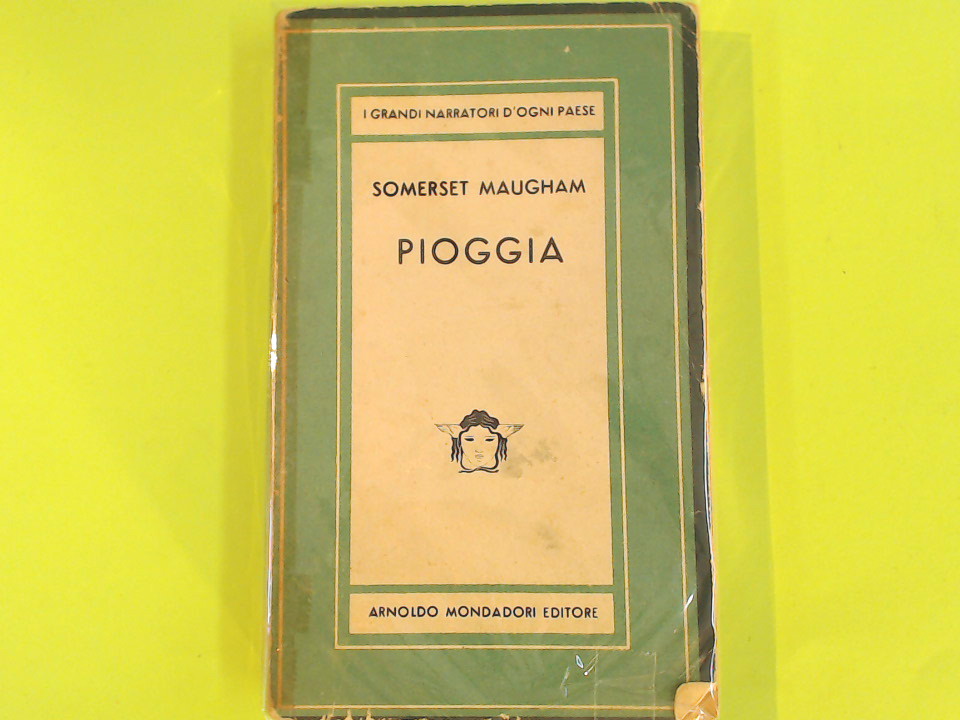 I GRANDI NARRATORI D'OGNI PAESE
SOMERSET MAUGHAM
PIOGGIA
ARNOLDO MONDADORI EDITORE